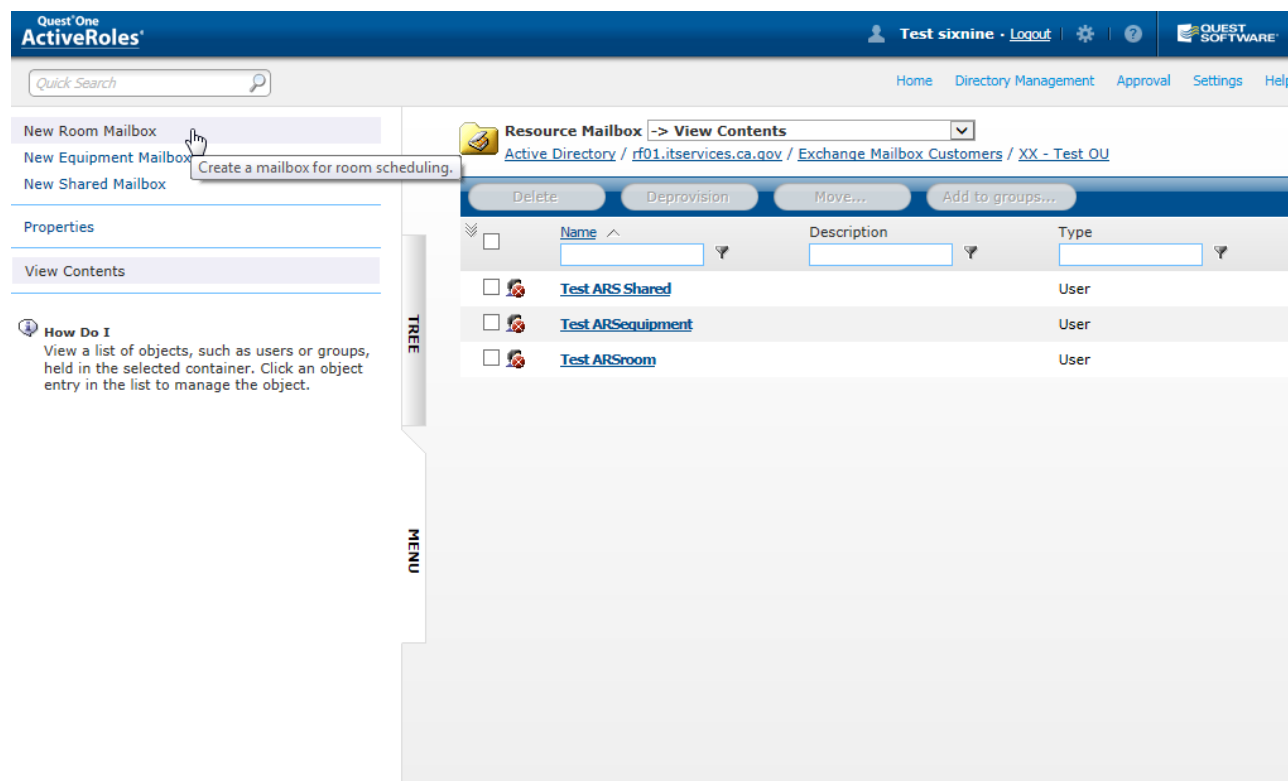 Quest One
ActiveRoles
Test sixnine · Logout
QUEST SOFTWARE
Quick Search
Home Directory Management Approval Settings Help
New Room Mailbox
New Equipment Mailbox
New Shared Mailbox
Create a mailbox for room scheduling.
Properties
View Contents
How Do I
View a list of objects, such as users or groups,
held in the selected container. Click an object
entry in the list to manage the object.
TREE
MENU
Resource Mailbox -> View Contents
Active Directory / rf01.itservices.ca.gov / Exchange Mailbox Customers / XX - Test OU
Delete Deprovision Move... Add to groups...
Name Description Type
Test ARS Shared User
Test ARSequipment User
Test ARSroom User